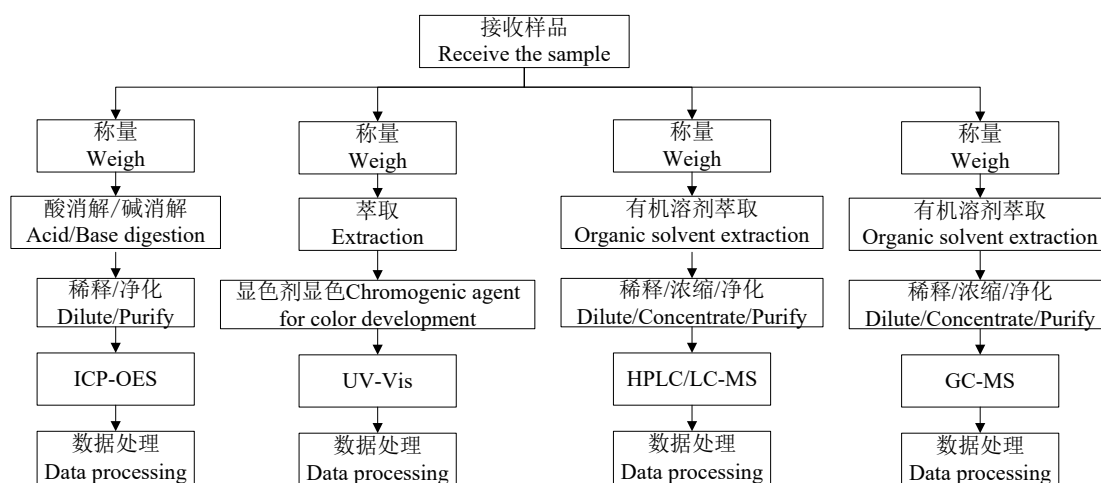 接收样品
Receive the sample
称量
Weigh
酸消解/碱消解
Acid/Base digestion
稀释/净化
Dilute/Purify
ICP-OES
数据处理
Data processing
称量
Weigh
萃取
Extraction
显色剂显色Chromogenic agent
for color development
UV-Vis
数据处理
Data processing
称量
Weigh
有机溶剂萃取
Organic solvent extraction
稀释/浓缩/净化
Dilute/Concentrate/Purify
HPLC/LC-MS
数据处理
Data processing
称量
Weigh
有机溶剂萃取
Organic solvent extraction
稀释/浓缩/净化
Dilute/Concentrate/Purify
GC-MS
数据处理
Data processing